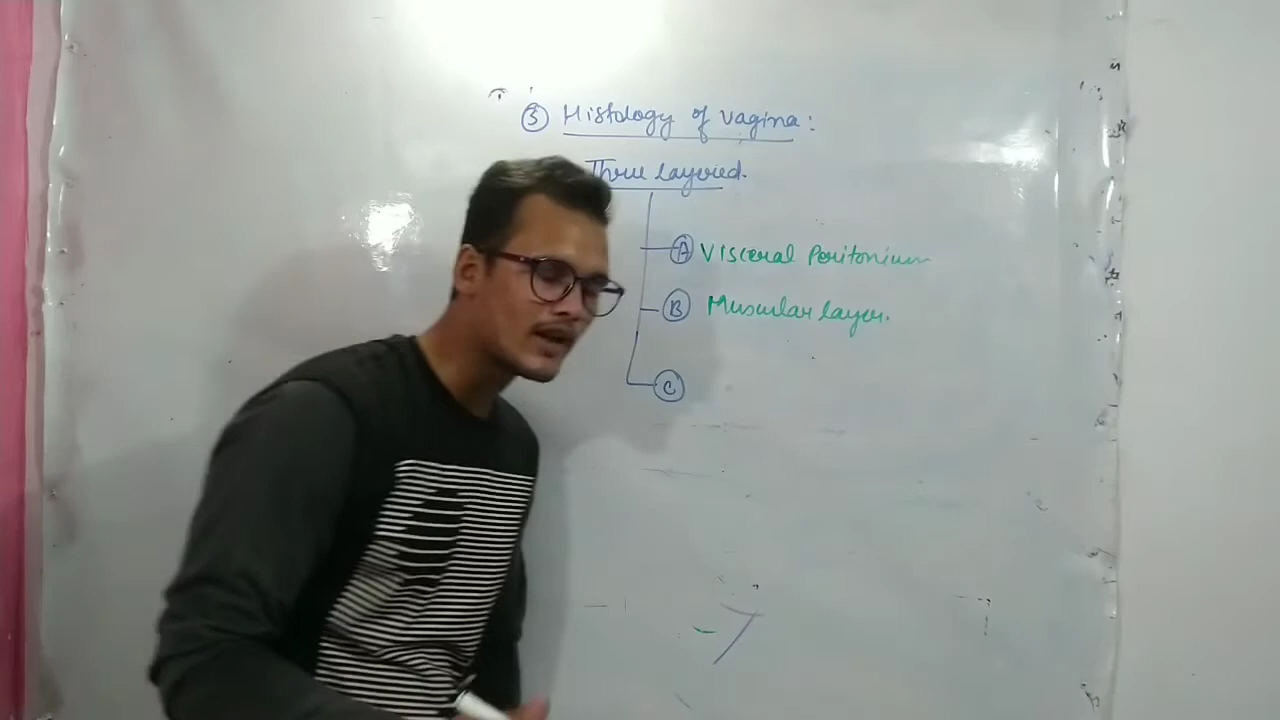 ③ Histology of vagina:
Three layered.
Ⓐ Visceral Peritonium
Ⓑ Muscular layer.
Ⓒ